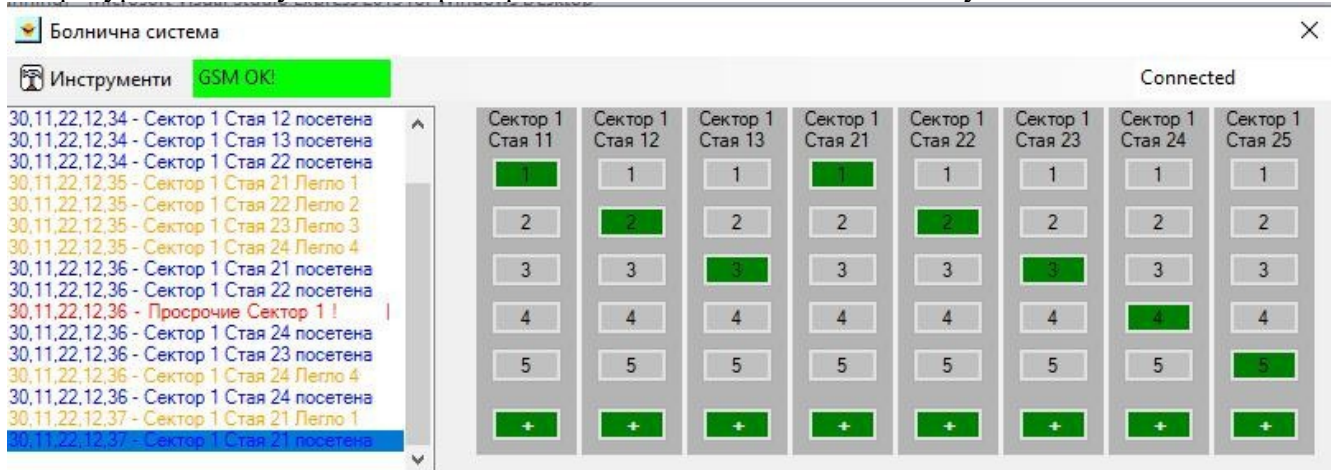 Болнична система
Инструменти GSM OK! Connected
30,11,22,12,34 - Сектор 1 Стая 12 посетена
30,11,22,12,34 - Сектор 1 Стая 13 посетена
30,11,22,12,34 - Сектор 1 Стая 22 посетена
30,11,22,12,35 - Сектор 1 Стая 21 Легло 1
30,11,22,12,35 - Сектор 1 Стая 22 Легло 2
30,11,22,12,35 - Сектор 1 Стая 23 Легло 3
30,11,22,12,35 - Сектор 1 Стая 24 Легло 4
30,11,22,12,36 - Сектор 1 Стая 21 посетена
30,11,22,12,36 - Сектор 1 Стая 22 посетена
30,11,22,12,36 - Просрочие Сектор 1 ! |
30,11,22,12,36 - Сектор 1 Стая 24 посетена
30,11,22,12,36 - Сектор 1 Стая 23 посетена
30,11,22,12,36 - Сектор 1 Стая 24 Легло 4
30,11,22,12,36 - Сектор 1 Стая 24 посетена
30,11,22,12,37 - Сектор 1 Стая 21 Легло 1
30,11,22,12,37 - Сектор 1 Стая 21 посетена
Сектор 1 Сектор 1 Сектор 1 Сектор 1 Сектор 1 Сектор 1 Сектор 1 Сектор 1
Стая 11 Стая 12 Стая 13 Стая 21 Стая 22 Стая 23 Стая 24 Стая 25
1 1 1 1 1 1 1 1
2 2 2 2 2 2 2 2
3 3 3 3 3 3 3 3
4 4 4 4 4 4 4 4
5 5 5 5 5 5 5 5
+ + + + + + + +